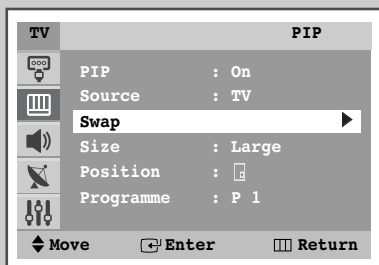 TV PIP
PIP : On
Source : TV
Swap
Size : Large
Position :
Programme : P 1
Move Enter Return